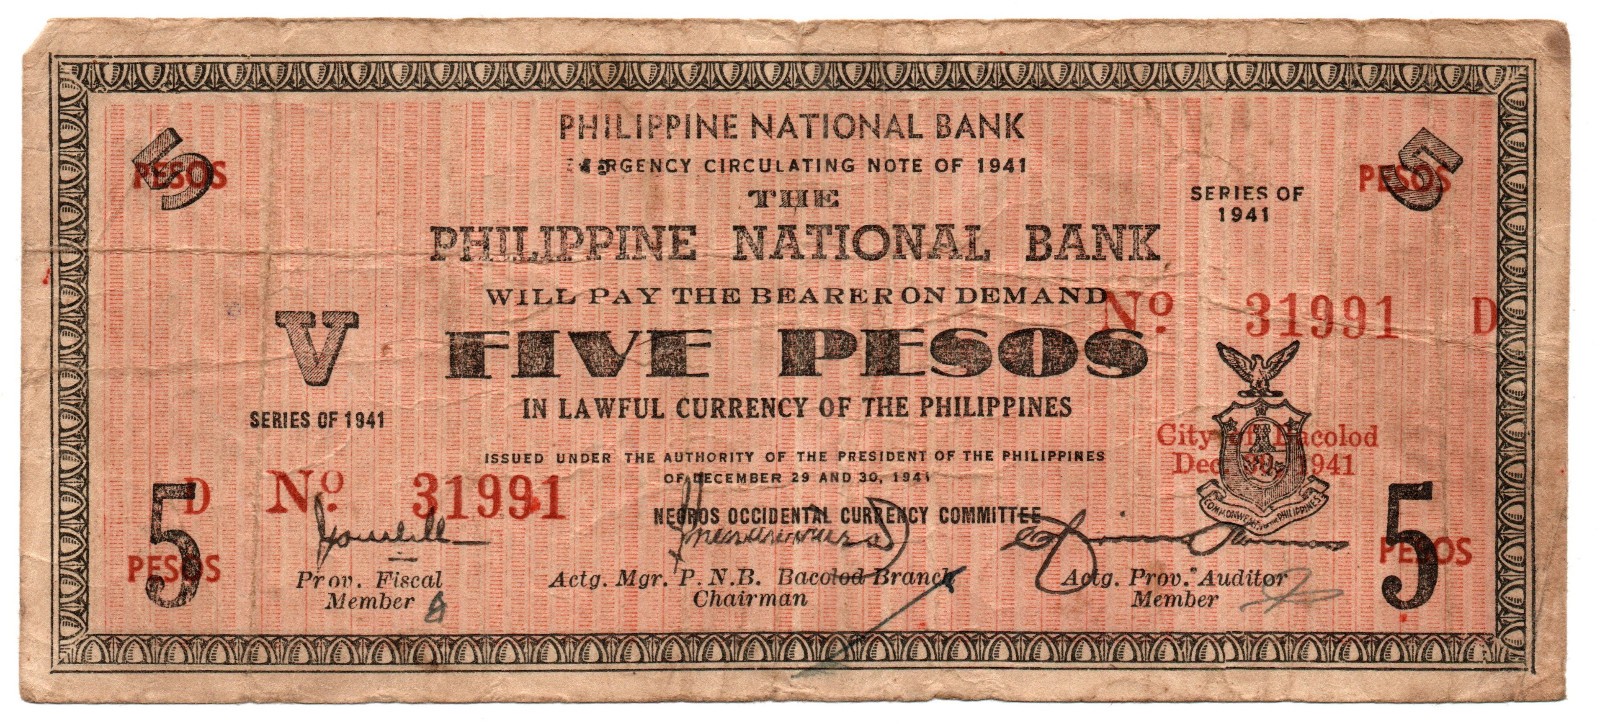 PHILIPPINE NATIONAL BANK
CIRCULATING NOTE OF 1941
5 PESOS
5 PESOS
THE
SERIES OF
1941
PHILIPPINE NATIONAL BANK
WILL PAY THE BEARER ON DEMAND
No 31991 D
V
FIVE PESOS
IN LAWFUL CURRENCY OF THE PHILIPPINES
SERIES OF 1941
City of Bacolod
Dec. 1941
ISSUED UNDER THE AUTHORITY OF THE PRESIDENT OF THE PHILIPPINES
OF DECEMBER 29 AND 30, 1941
D No 31991
COMMONWEALTH OF THE PHILIPPINES
NEGROS OCCIDENTAL CURRENCY COMMITTEE
5 PESOS
5 PESOS
Prov. Fiscal
Member
Actg. Mgr. P. N. B. Bacolod Branch
Chairman
Actg. Prov. Auditor
Member